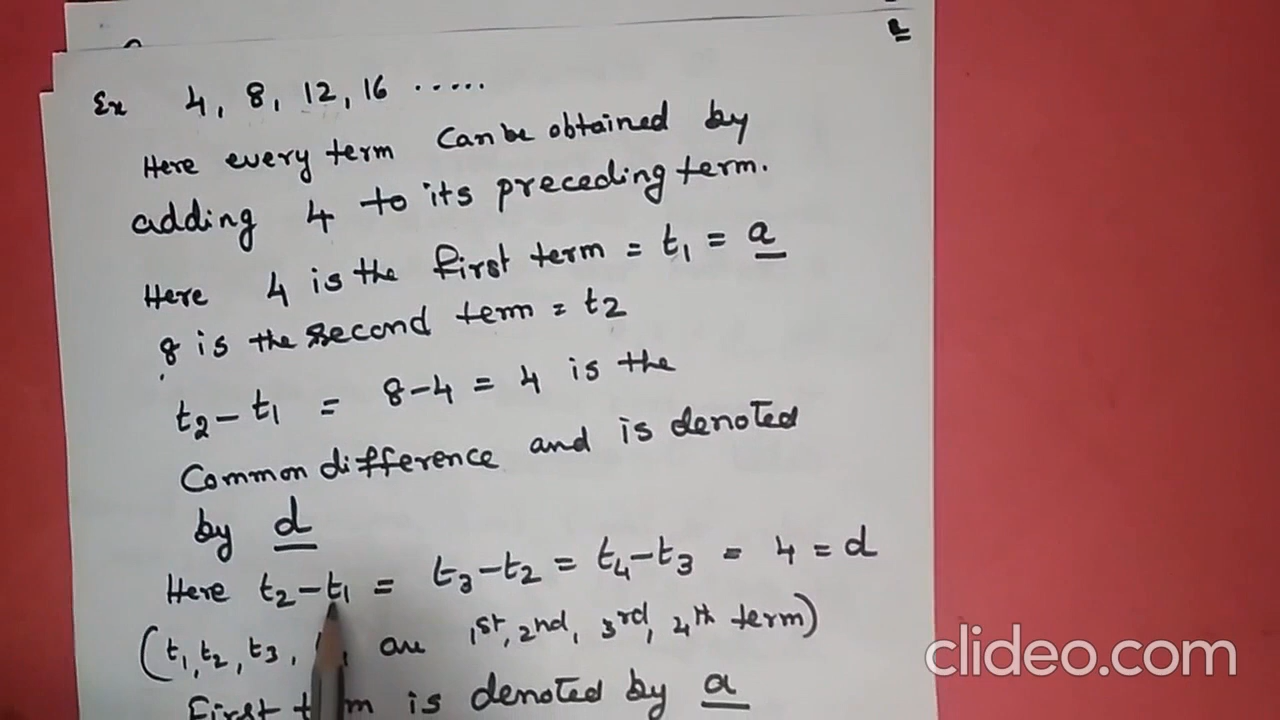 Ex 4, 8, 12, 16 .....
Here every term can be obtained by
adding 4 to its preceding term.
Here 4 is the first term = t1 = a
8 is the second term = t2
t2 - t1 = 8-4 = 4 is the
Common difference and is denoted
by d
Here t2 - t1 = t3 - t2 = t4 - t3 = 4 = d
(t1, t2, t3, are 1st, 2nd, 3rd, 4th term)
First is denoted by a
clideo.com